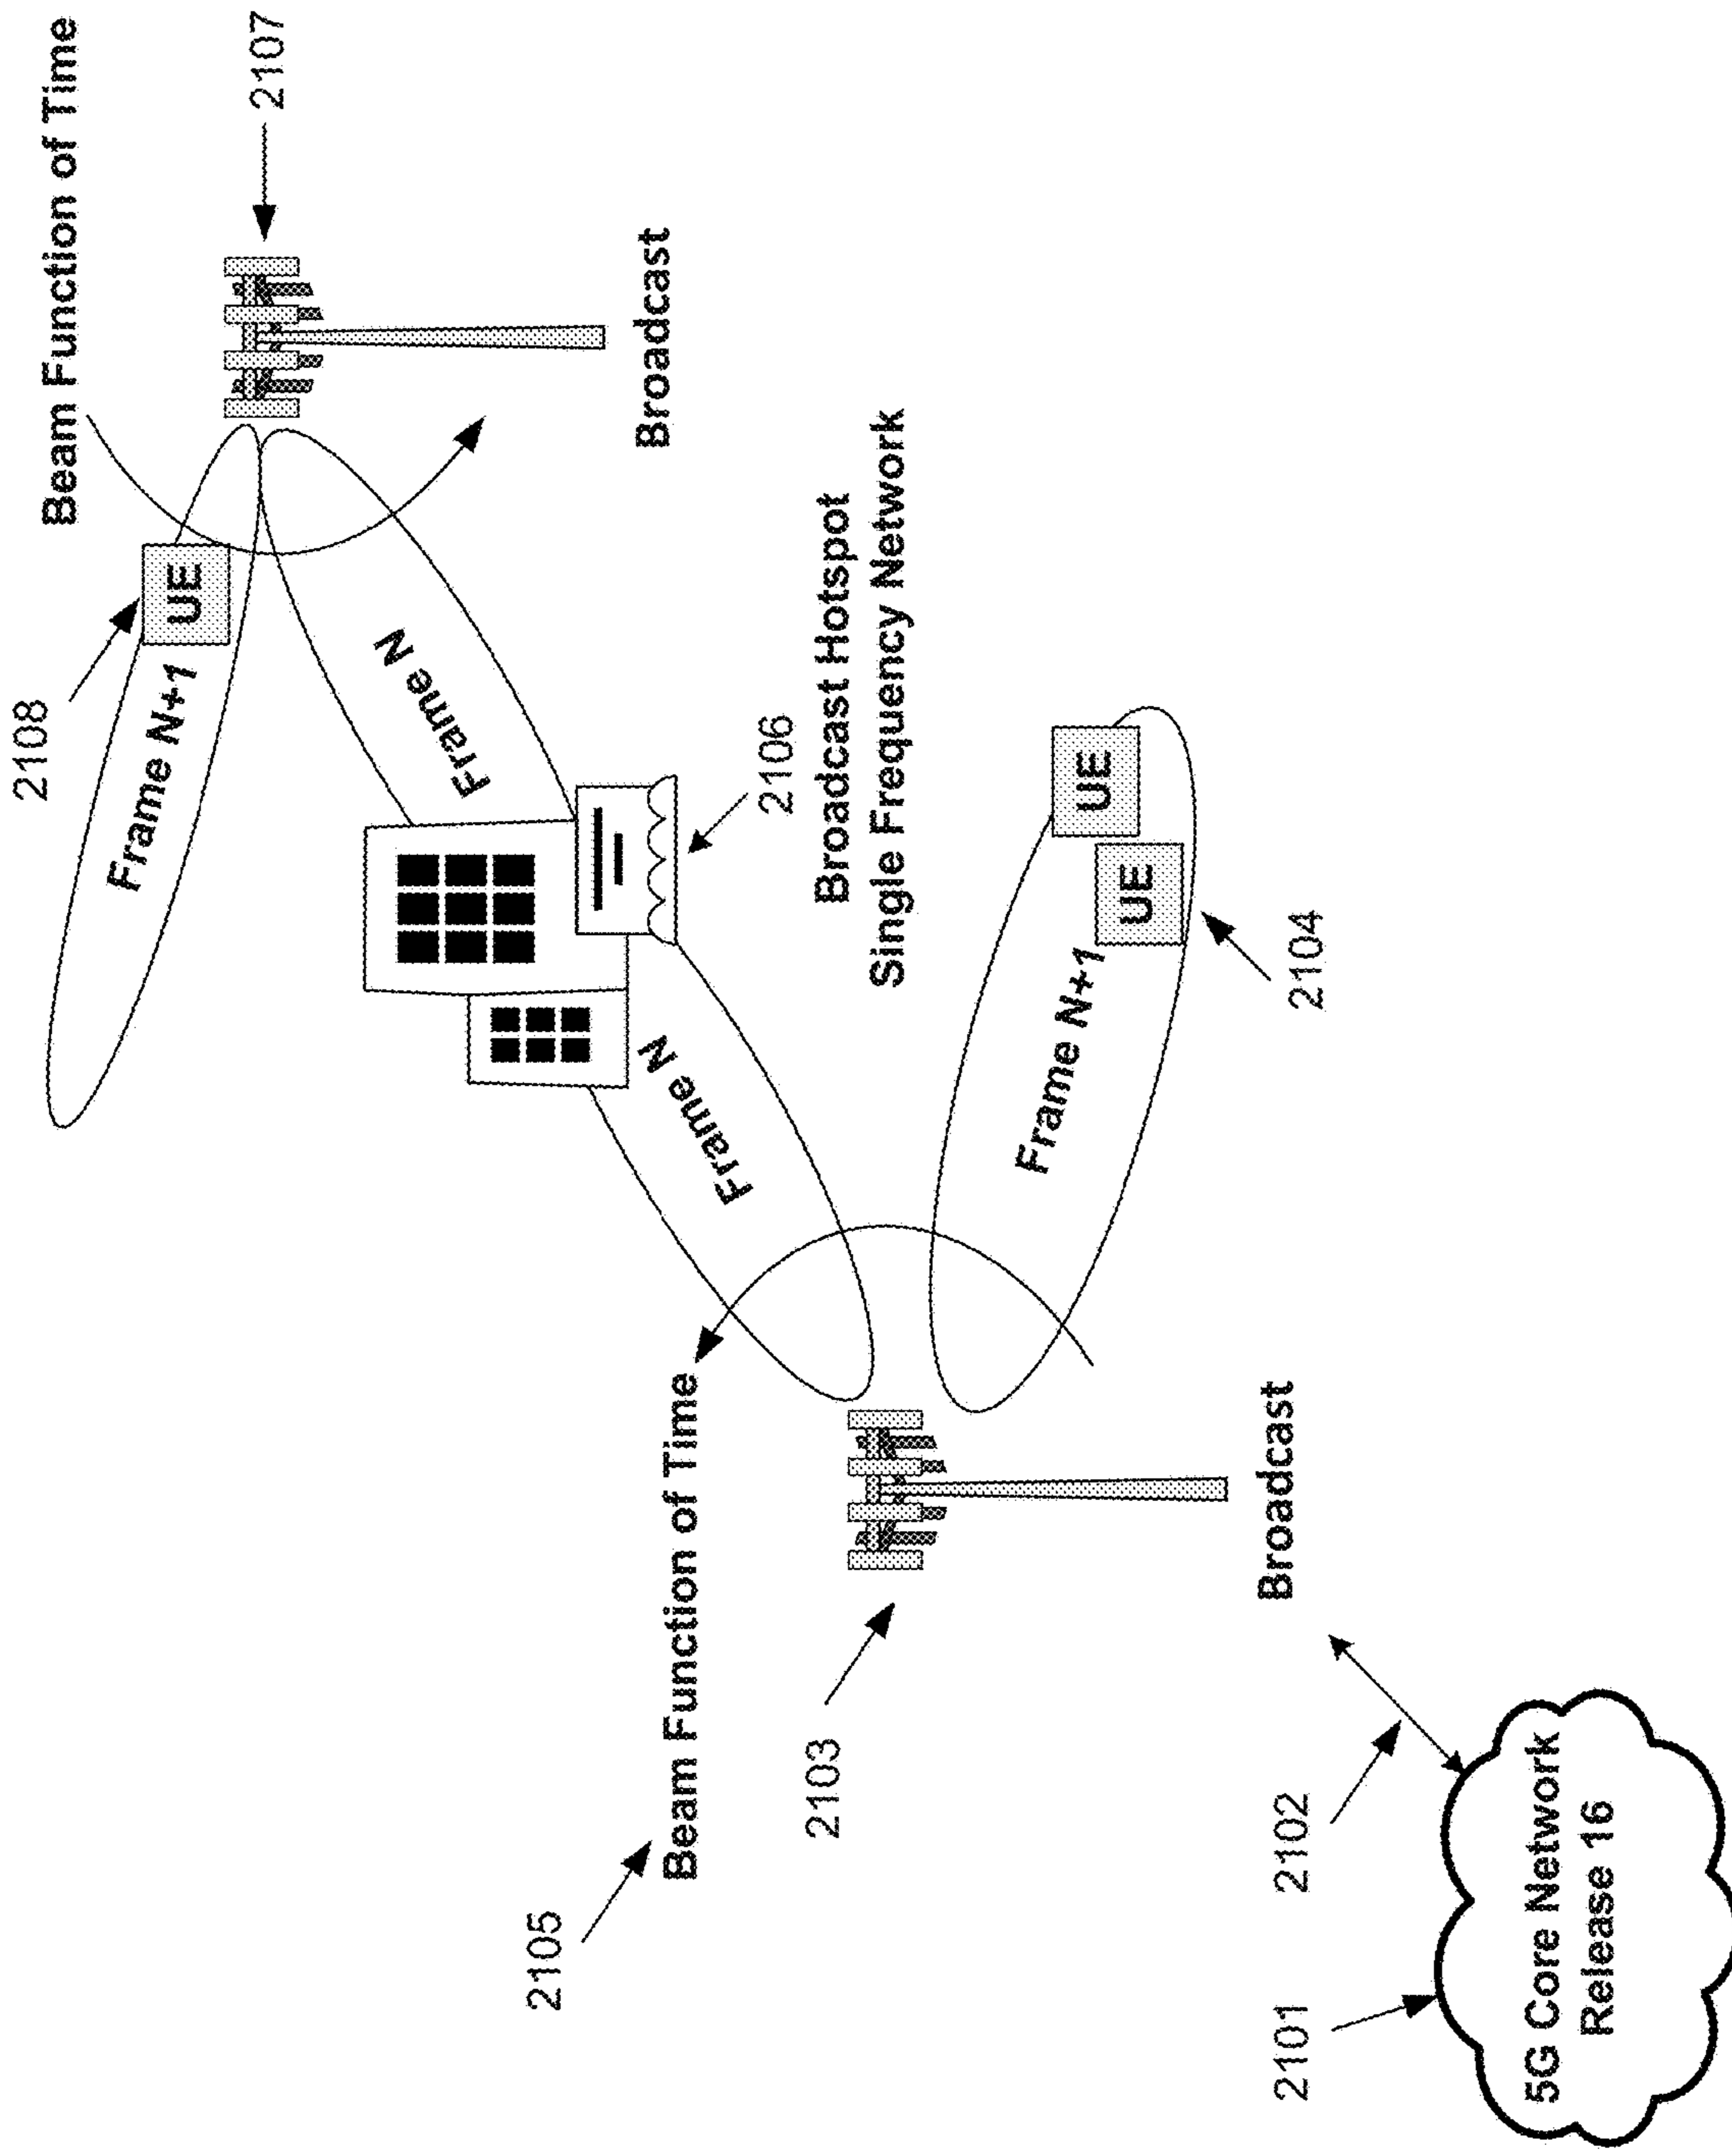 Beam Function of Time
2107
2108
UE
Frame N+1
Frame N
Broadcast
2106
Broadcast Hotspot
Single Frequency Network
2105
Beam Function of Time
Frame N
UE
UE
Frame N+1
2104
2103
Broadcast
2102
2101
5G Core Network
Release 16